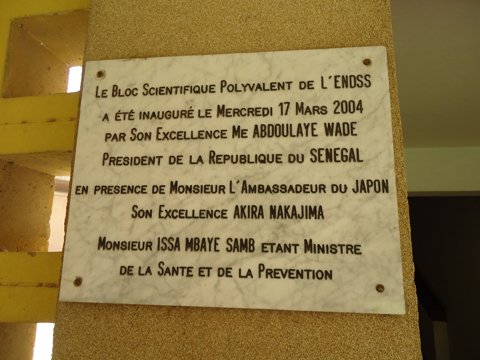 Le Bloc Scientifique Polyvalent de L'ENDSS
a été inauguré le Mercredi 17 Mars 2004
par Son Excellence Me ABDOULAYE WADE
President de la Republique du SENEGAL
en presence de Monsieur L'Ambassadeur du JAPON
Son Excellence AKIRA NAKAJIMA
Monsieur ISSA MBAYE SAMB etant Ministre
de la Sante et de la Prevention